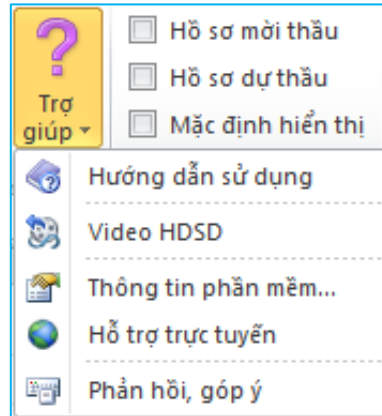 Trợ
giúp
Hồ sơ mời thầu
Hồ sơ dự thầu
Mặc định hiển thị
Hướng dẫn sử dụng
Video HDSD
Thông tin phần mềm...
Hỗ trợ trực tuyến
Phản hồi, góp ý